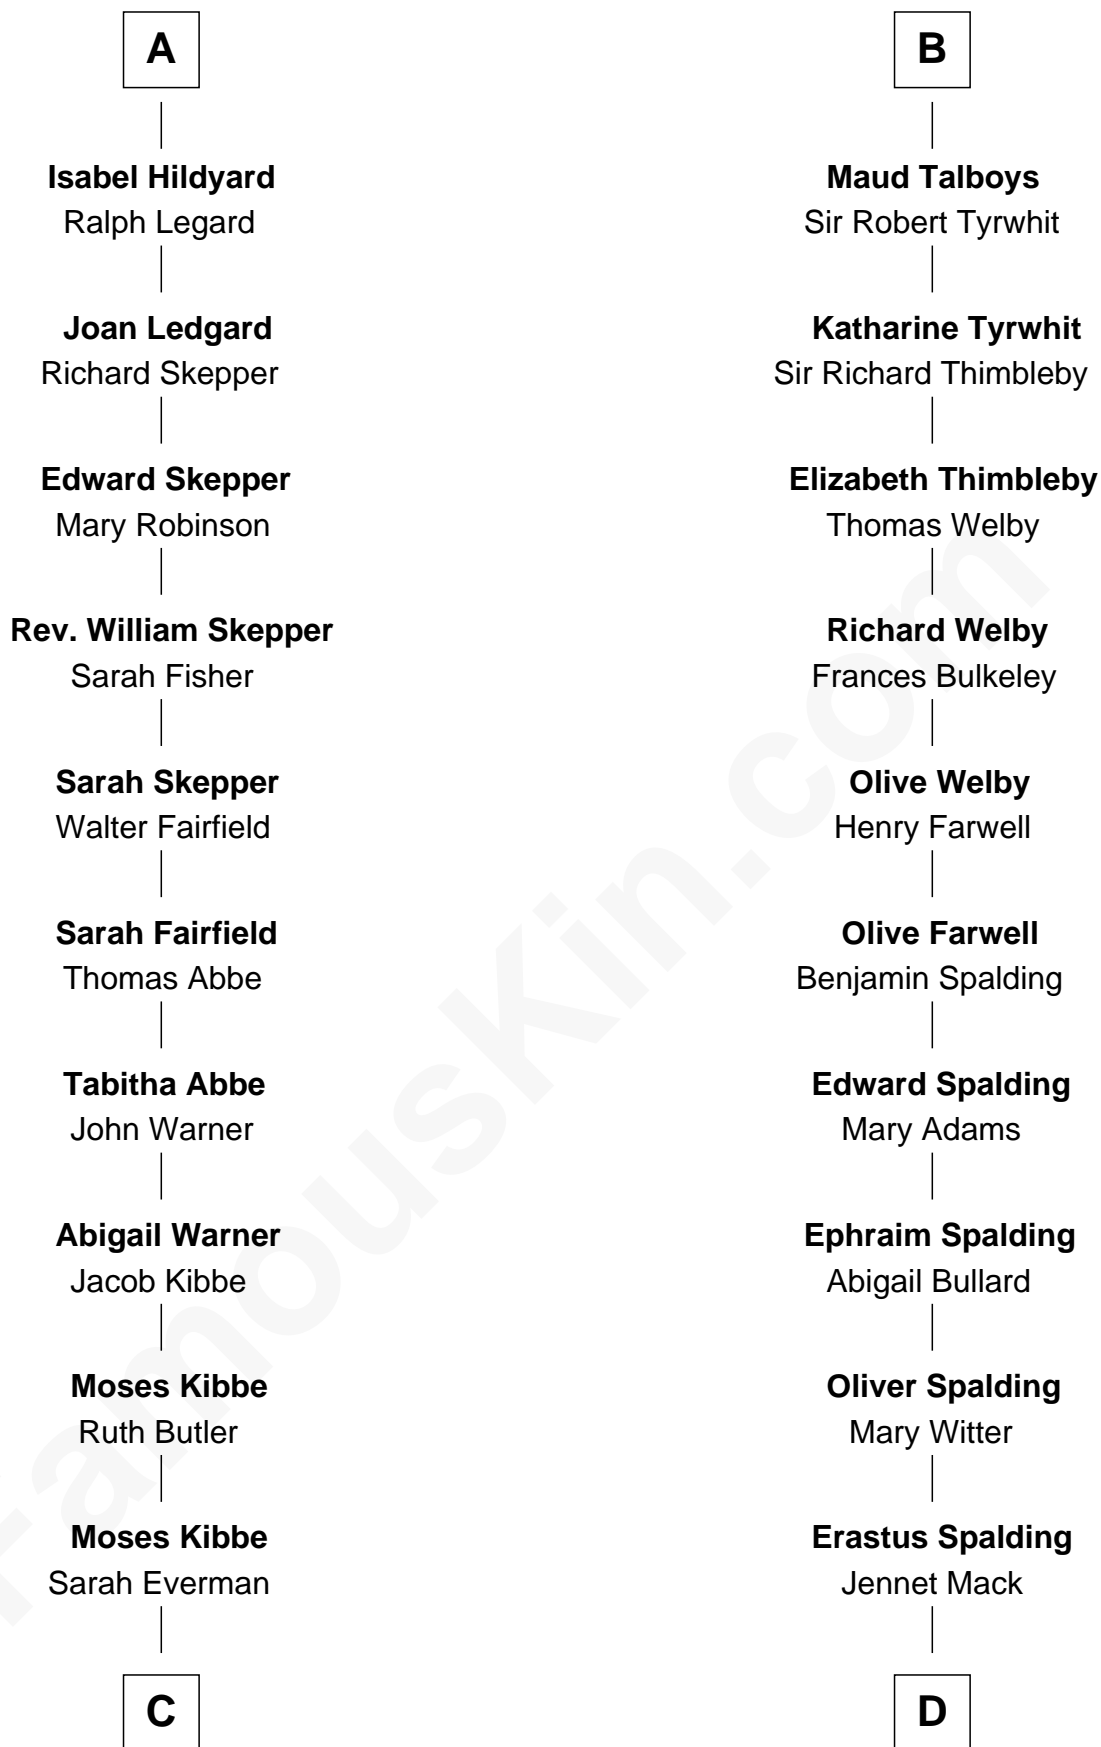 A
Isabel Hildyard
Ralph Legard
Joan Ledgard
Richard Skepper
Edward Skepper
Mary Robinson
Rev. William Skepper
Sarah Fisher
Sarah Skepper
Walter Fairfield
Sarah Fairfield
Thomas Abbe
Tabitha Abbe
John Warner
Abigail Warner
Jacob Kibbe
Moses Kibbe
Ruth Butler
Moses Kibbe
Sarah Everman
C
B
Maud Talboys
Sir Robert Tyrwhit
Katharine Tyrwhit
Sir Richard Thimbleby
Elizabeth Thimbleby
Thomas Welby
Richard Welby
Frances Bulkeley
Olive Welby
Henry Farwell
Olive Farwell
Benjamin Spalding
Edward Spalding
Mary Adams
Ephraim Spalding
Abigail Bullard
Oliver Spalding
Mary Witter
Erastus Spalding
Jennet Mack
D
FamousKin.com